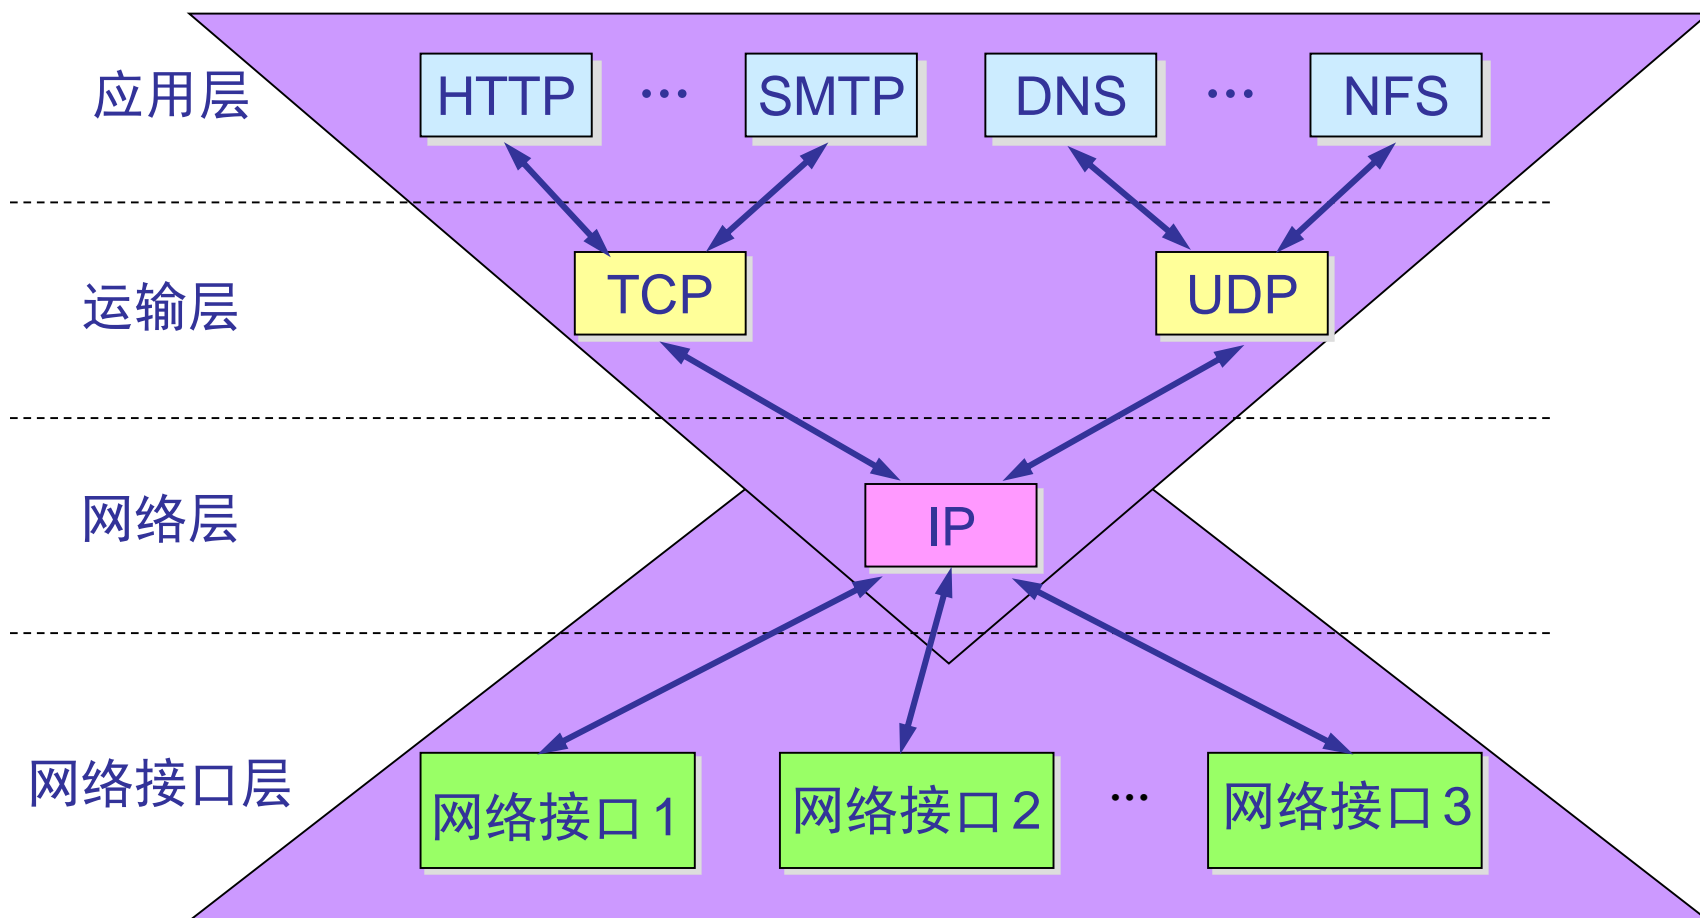 应用层
HTTP ... SMTP DNS ... NFS
运输层
TCP UDP
网络层
IP
网络接口层
网络接口1 网络接口2 ... 网络接口3